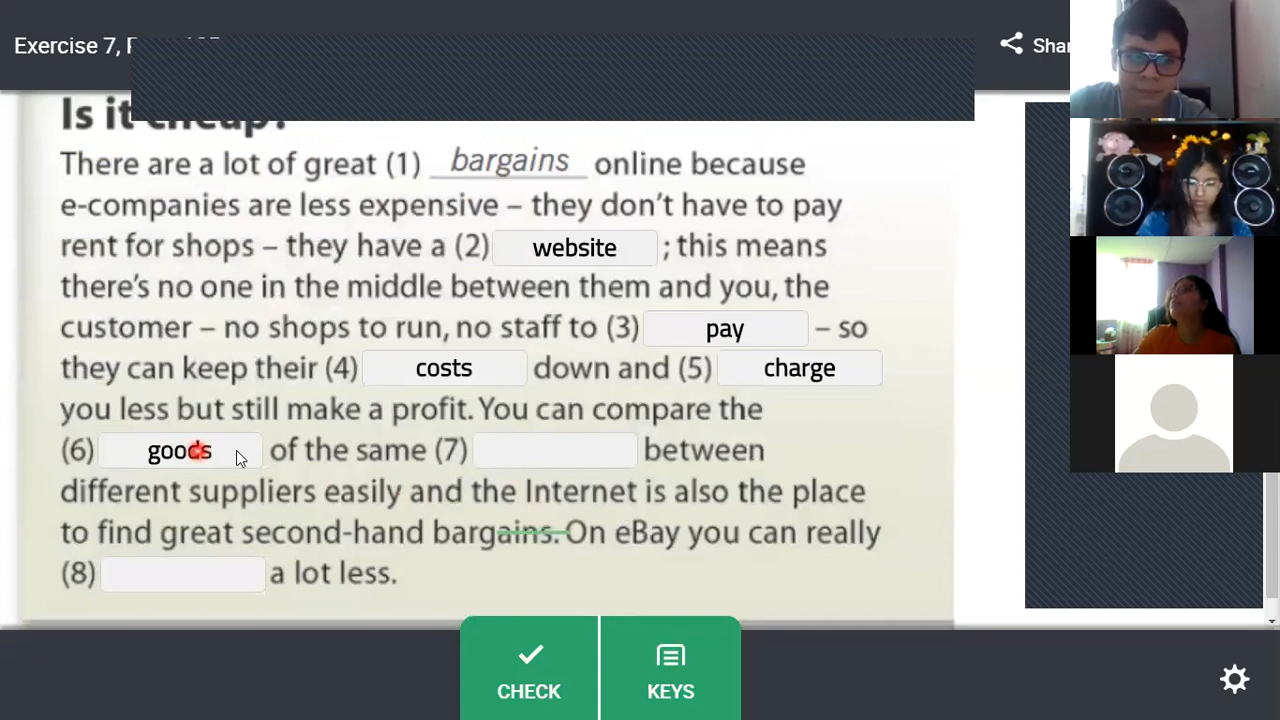 Exercise 7,
Shar
Is it cheap?
There are a lot of great (1) bargains online because
e-companies are less expensive – they don't have to pay
rent for shops – they have a (2) website ; this means
there's no one in the middle between them and you, the
customer – no shops to run, no staff to (3) pay – so
they can keep their (4) costs down and (5) charge
you less but still make a profit. You can compare the
(6) goods of the same (7) between
different suppliers easily and the Internet is also the place
to find great second-hand bargains. On eBay you can really
(8) a lot less.
CHECK
KEYS